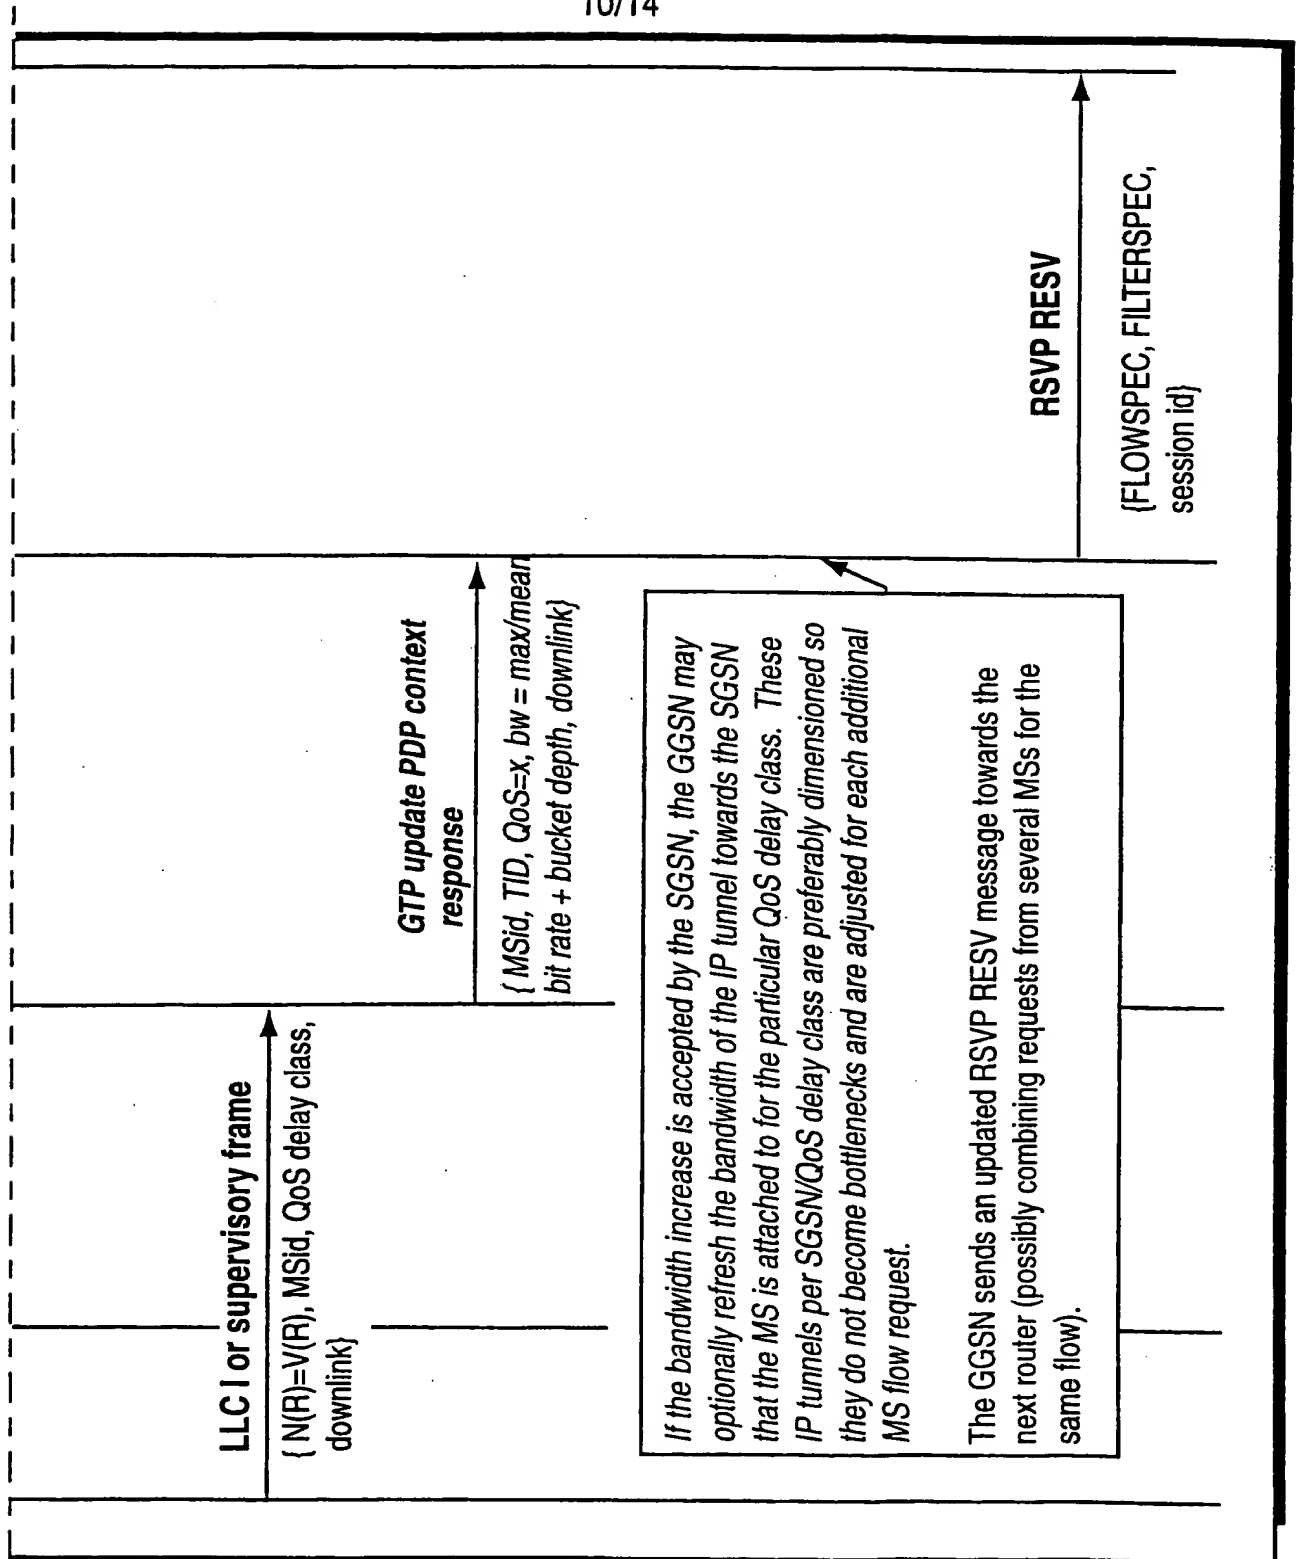 10/14
LLC I or supervisory frame
{ N(R)=V(R), MSid, QoS delay class,
downlink}
GTP update PDP context
response
{ MSid, TID, QoS=x, bw = max/mean
bit rate + bucket depth, downlink}
If the bandwidth increase is accepted by the SGSN, the GGSN may
optionally refresh the bandwidth of the IP tunnel towards the SGSN
that the MS is attached to for the particular QoS delay class. These
IP tunnels per SGSN/QoS delay class are preferably dimensioned so
they do not become bottlenecks and are adjusted for each additional
MS flow request.
The GGSN sends an updated RSVP RESV message towards the
next router (possibly combining requests from several MSs for the
same flow).
RSVP RESV
{FLOWSPEC, FILTERSPEC,
session id}